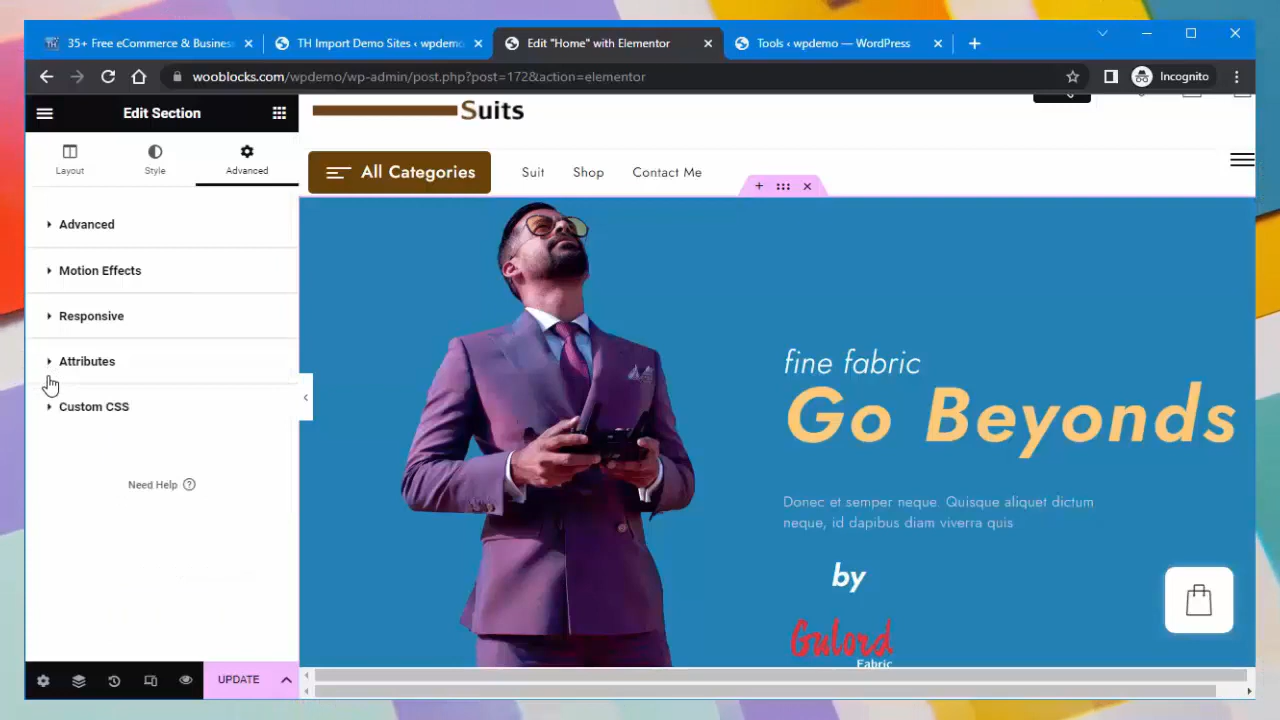 35+ Free eCommerce & Busines
TH Import Demo Sites ‹ wpdemo
Edit "Home" with Elementor
Tools ‹ wpdemo — WordPress
wooblocks.com/wpdemo/wp-admin/post.php?post=172&action=elementor
Incognito
Edit Section
Layout
Style
Advanced
Advanced
Motion Effects
Responsive
Attributes
Custom CSS
Need Help
UPDATE
Suits
All Categories
Suit
Shop
Contact Me
fine fabric
Go Beyonds
Donec et semper neque. Quisque aliquet dictum
neque, id dapibus diam viverra quis
by
Gulord
Fabric